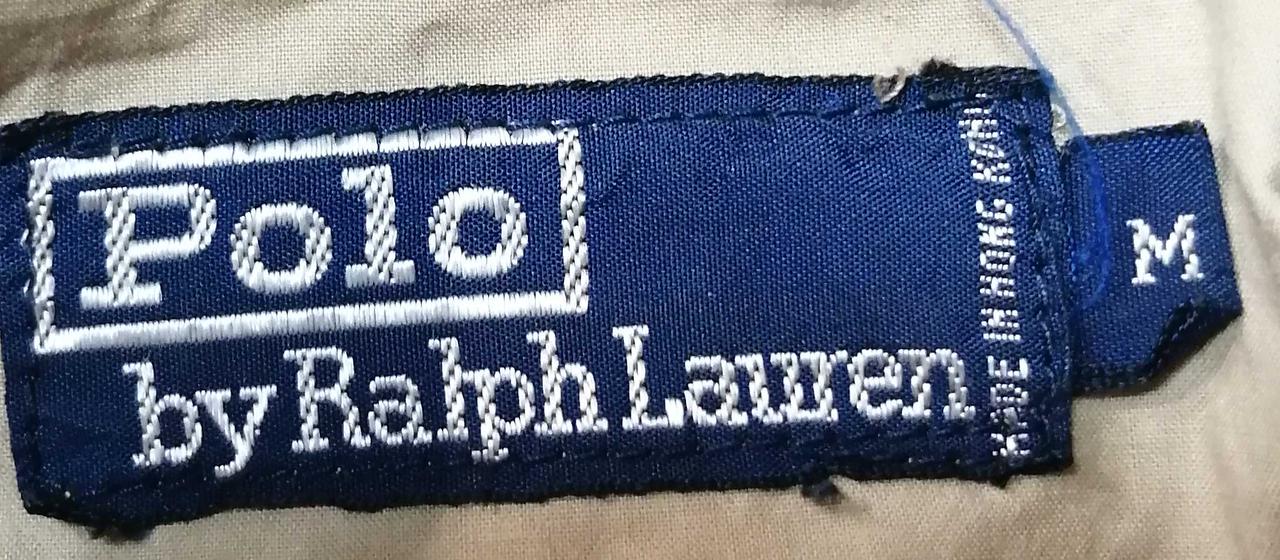 Polo
by Ralph Lauren
MADE IN HONG KONG
M